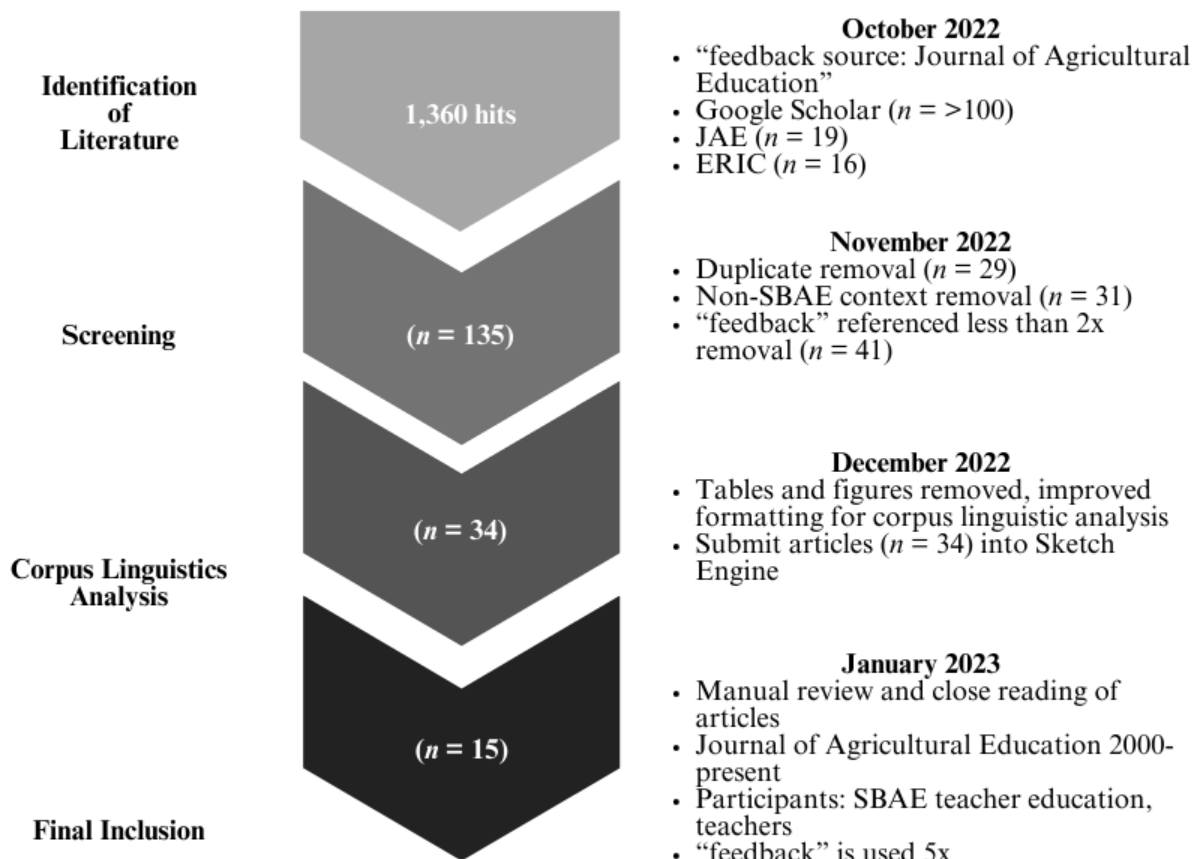 Identification
of
Literature
1,360 hits
October 2022
• “feedback source: Journal of Agricultural
Education”
• Google Scholar (n = >100)
• JAE (n = 19)
• ERIC (n = 16)
Screening
(n = 135)
November 2022
• Duplicate removal (n = 29)
• Non-SBAE context removal (n = 31)
• “feedback” referenced less than 2x
removal (n = 41)
Corpus Linguistics
Analysis
(n = 34)
December 2022
• Tables and figures removed, improved
formatting for corpus linguistic analysis
• Submit articles (n = 34) into Sketch
Engine
Final Inclusion
(n = 15)
January 2023
• Manual review and close reading of
articles
• Journal of Agricultural Education 2000-
present
• Participants: SBAE teacher education,
teachers
• “feedback” is used 5x